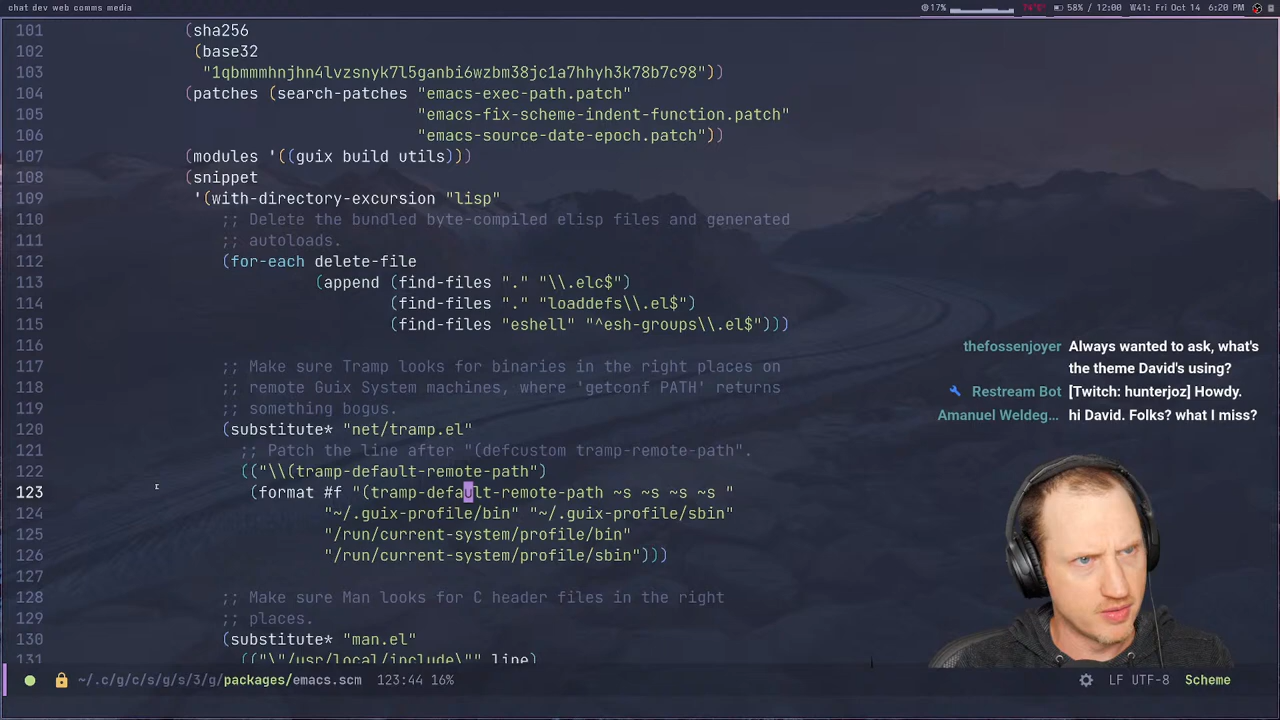 chat dev web comms media
17% 74°F 58% / 12:00 W41: Fri Oct 14 6:20 PM
101 (sha256
102 (base32
103 "1qbmmmhnjhn4lvzsnyk7l5ganbi6wzbm38jc1a7hhyh3k78b7c98"))
104 (patches (search-patches "emacs-exec-path.patch"
105 "emacs-fix-scheme-indent-function.patch"
106 "emacs-source-date-epoch.patch"))
107 (modules '((guix build utils)))
108 (snippet
109 '(with-directory-excursion "lisp"
110 ;; Delete the bundled byte-compiled elisp files and generated
111 ;; autoloads.
112 (for-each delete-file
113 (append (find-files "." "\\.elc$")
114 (find-files "." "loaddefs\\.el$")
115 (find-files "eshell" "^esh-groups\\.el$")))
116
117 ;; Make sure Tramp looks for binaries in the right places on
118 ;; remote Guix System machines, where 'getconf PATH' returns
119 ;; something bogus.
120 (substitute* "net/tramp.el"
121 ;; Patch the line after "(defcustom tramp-remote-path".
122 (("\\(tramp-default-remote-path")
123 (format #f "(tramp-default-remote-path ~s ~s ~s ~s "
124 "~/.guix-profile/bin" "~/.guix-profile/sbin"
125 "/run/current-system/profile/bin"
126 "/run/current-system/profile/sbin")))
127
128 ;; Make sure Man looks for C header files in the right
129 ;; places.
130 (substitute* "man.el"
131 (("\"/usr/local/include\"" line)
~/.c/g/c/s/g/s/3/g/packages/emacs.scm 123:44 16% LF UTF-8 Scheme
thefossenjoyer Always wanted to ask, what's
the theme David's using?
Restream Bot [Twitch: hunterjoz] Howdy.
Amanuel Weldeg… hi David. Folks? what I miss?